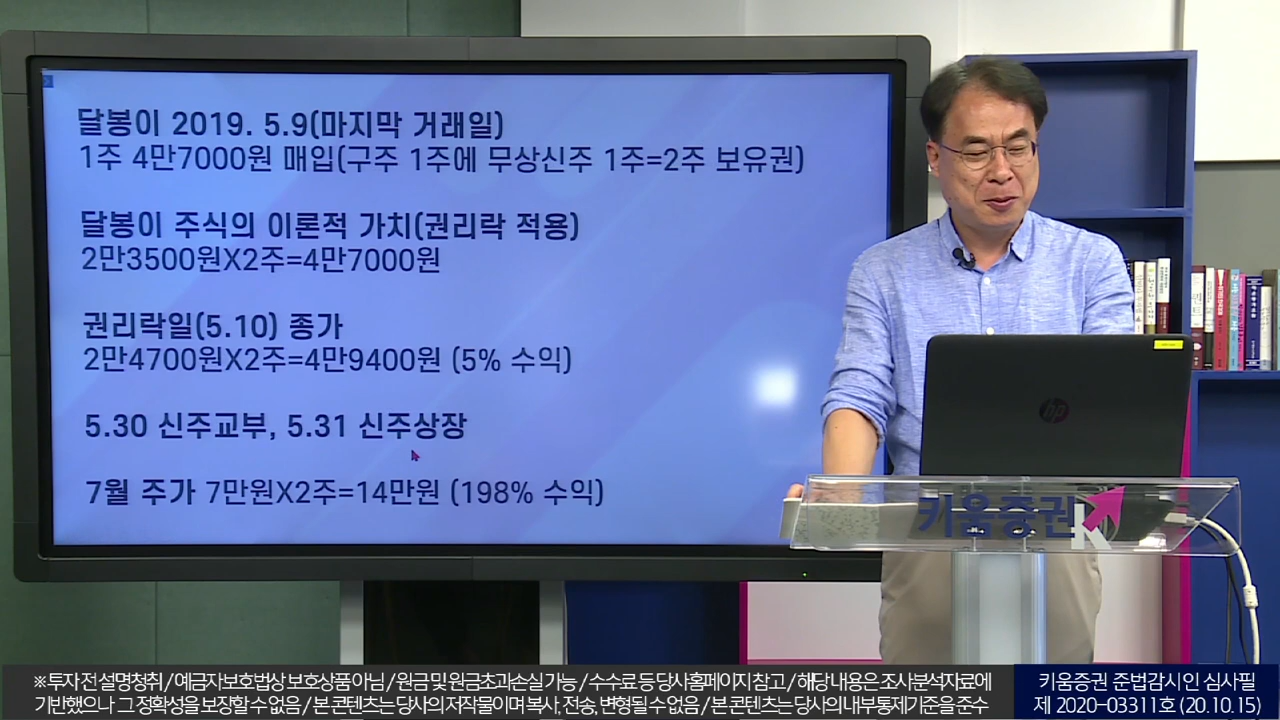 달봉이 2019. 5.9(마지막 거래일)
1주 4만7000원 매입(구주 1주에 무상신주 1주=2주 보유권)
달봉이 주식의 이론적 가치(권리락 적용)
2만3500원X2주=4만7000원
권리락일(5.10) 종가
2만4700원X2주=4만9400원 (5% 수익)
5.30 신주교부, 5.31 신주상장
7월 주가 7만원X2주=14만원 (198% 수익)
hp
키움증권
※ 투자 전 설명청취 / 예금자보호법상 보호상품 아님 / 원금 및 원금초과손실 가능 / 수수료 등 당사홈페이지 참고 / 해당 내용은 조사분석자료에
기반했으나 그 정확성을 보장할 수 없음 / 본 콘텐츠는 당사의 저작물이며 복사, 전송, 변형될 수 없음 / 본 콘텐츠는 당사의 내부통제기준을 준수
키움증권 준법감시인 심사필
제 2020-03311호 (20.10.15)